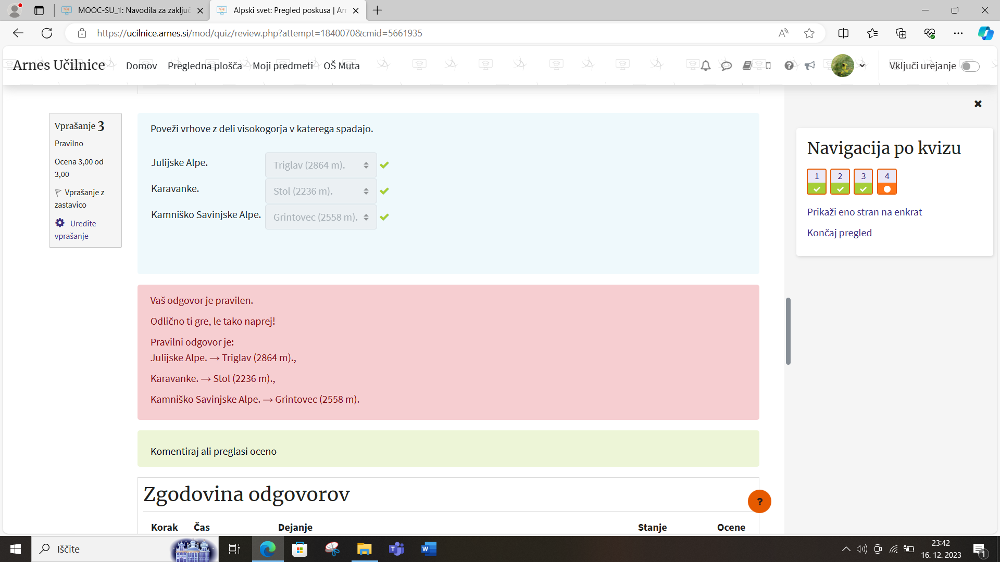 MOOC-SU_1: Navodila za zaključ
Alpski svet: Pregled poskusa | Arn
https://ucilnice.arnes.si/mod/quiz/review.php?attempt=1840070&cmid=5661935
Arnes Učilnice
Domov
Pregledna plošča
Moji predmeti
OŠ Muta
Vključi urejanje
Vprašanje 3
Pravilno
Ocena 3,00 od
3,00
Vprašanje z
zastavico
Uredite
vprašanje
Poveži vrhove z deli visokogorja v katerega spadajo.
Julijske Alpe. Triglav (2864 m).
Karavanke. Stol (2236 m).
Kamniško Savinjske Alpe. Grintovec (2558 m).
Vaš odgovor je pravilen.
Odlično ti gre, le tako naprej!
Pravilni odgovor je:
Julijske Alpe. → Triglav (2864 m).,
Karavanke. → Stol (2236 m).,
Kamniško Savinjske Alpe. → Grintovec (2558 m).
Komentiraj ali preglasi oceno
Zgodovina odgovorov
Korak Čas Dejanje Stanje Ocene
Navigacija po kvizu
1 2 3 4
Prikaži eno stran na enkrat
Končaj pregled
?
Iščite
23:42
16. 12. 2023
1